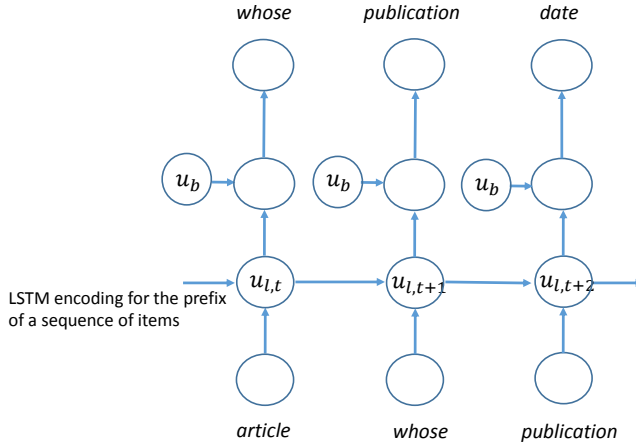 whose publication date
u_b u_b u_b
u_{l,t} u_{l,t+1} u_{l,t+2}
LSTM encoding for the prefix
of a sequence of items
article whose publication